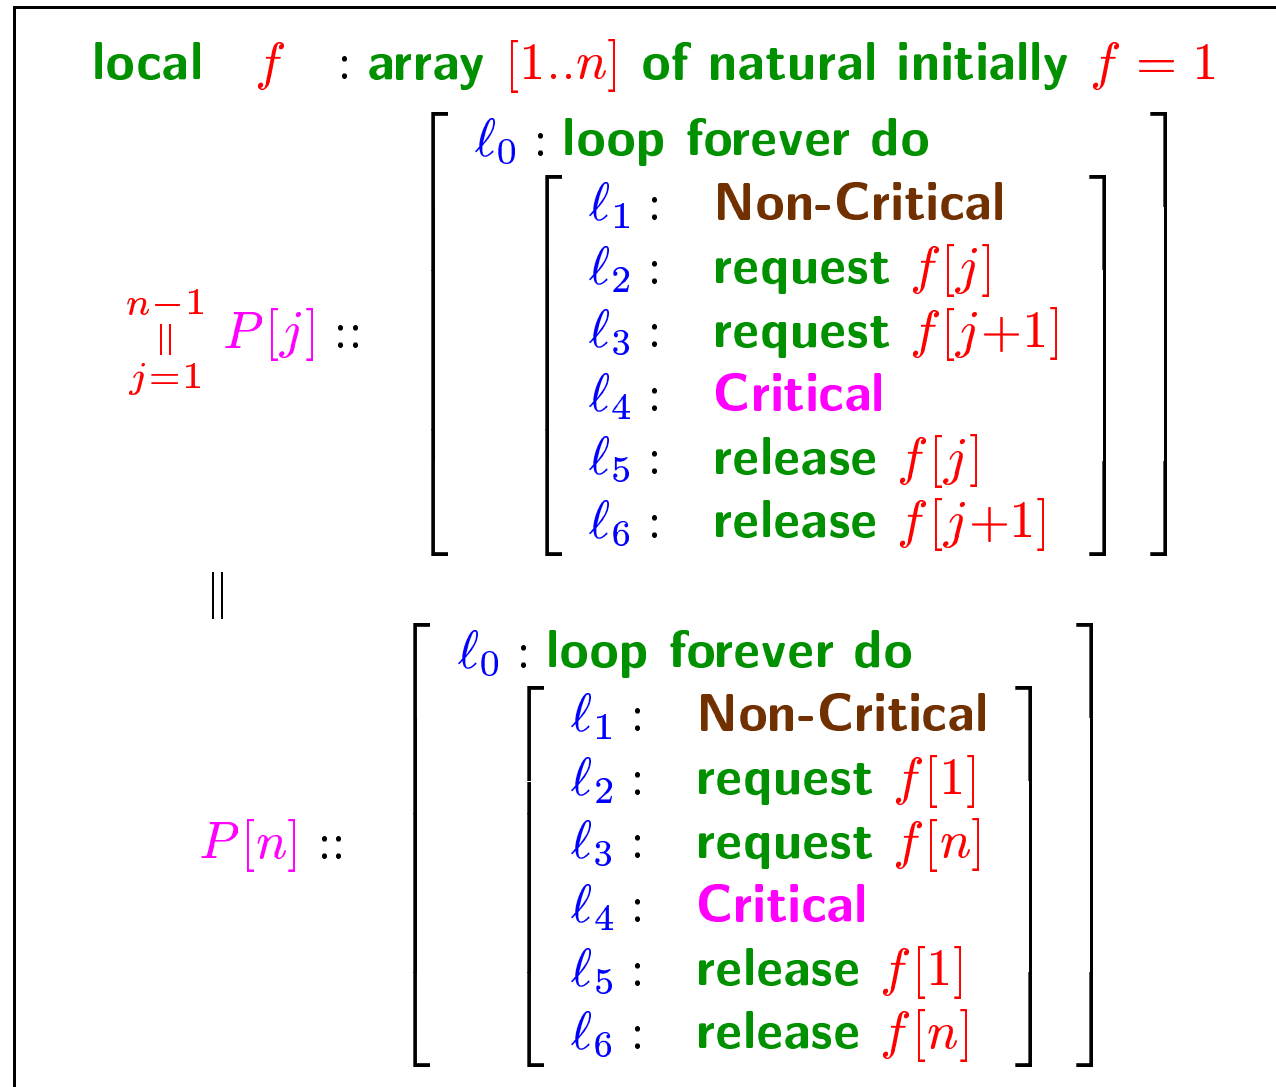 local f : array [1..n] of natural initially f = 1
ℓ0 : loop forever do
ℓ1 : Non-Critical
ℓ2 : request f[j]
n−1
ℓ3 : request f[j+1]
|| P[j] ::
j=1
ℓ4 : Critical
ℓ5 : release f[j]
ℓ6 : release f[j+1]
||
ℓ0 : loop forever do
ℓ1 : Non-Critical
ℓ2 : request f[1]
P[n] :: ℓ3 : request f[n]
ℓ4 : Critical
ℓ5 : release f[1]
ℓ6 : release f[n]